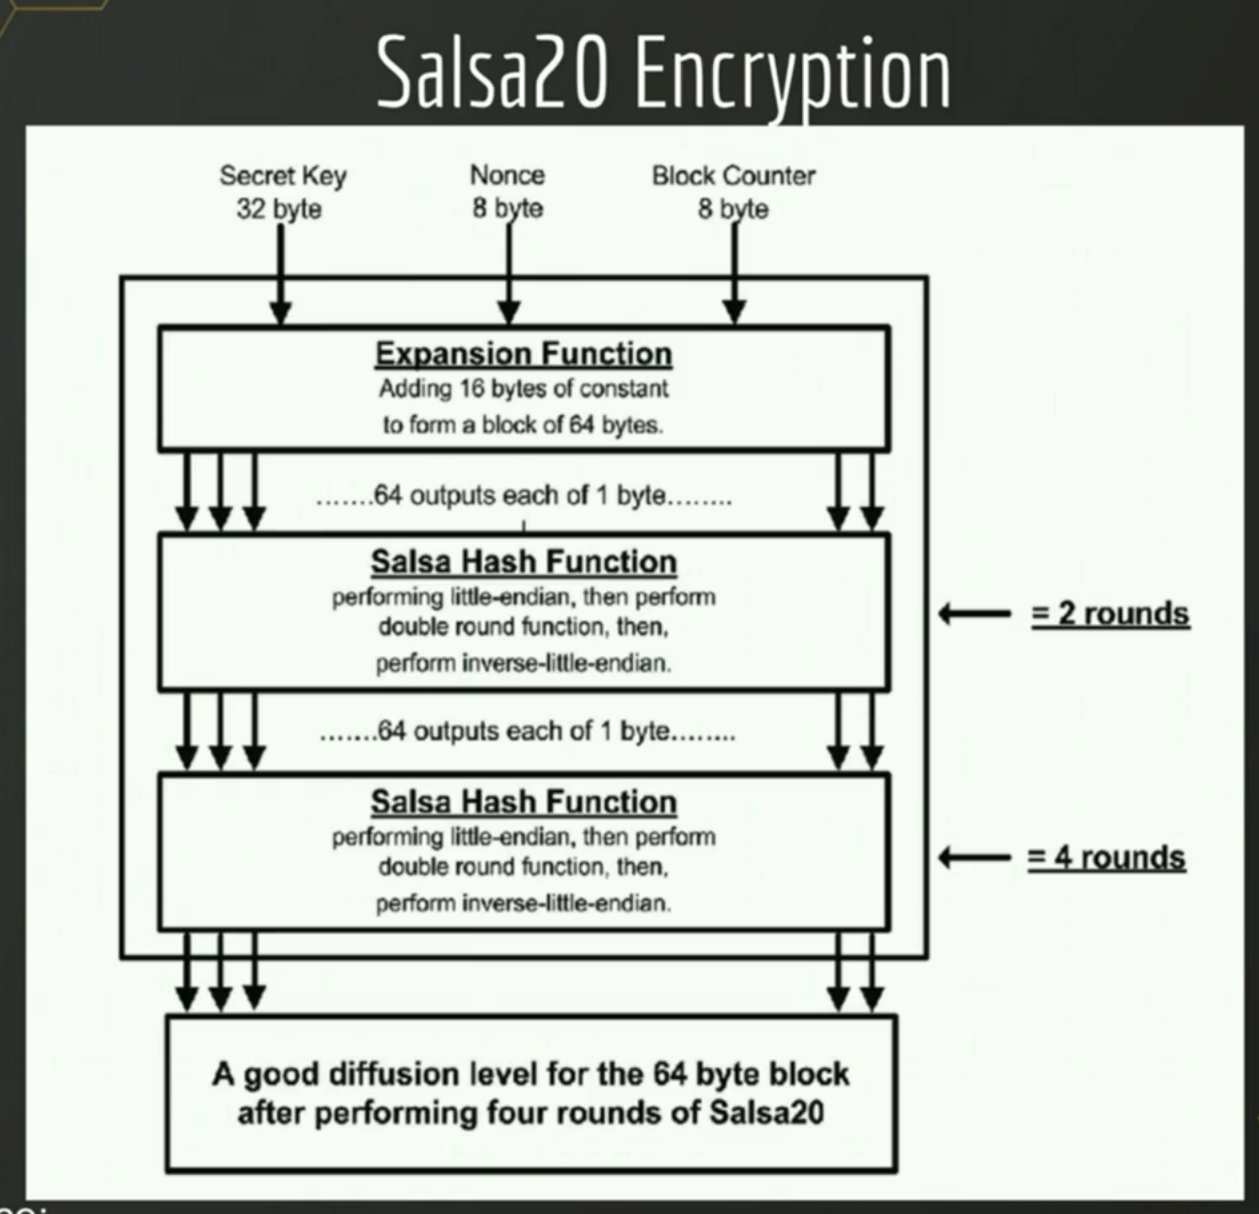 Salsa20 Encryption
Secret Key
32 byte
Nonce
8 byte
Block Counter
8 byte
Expansion Function
Adding 16 bytes of constant
to form a block of 64 bytes.
.......64 outputs each of 1 byte........
Salsa Hash Function
performing little-endian, then perform
double round function, then,
perform inverse-little-endian.
= 2 rounds
.......64 outputs each of 1 byte........
Salsa Hash Function
performing little-endian, then perform
double round function, then,
perform inverse-little-endian.
= 4 rounds
A good diffusion level for the 64 byte block
after performing four rounds of Salsa20